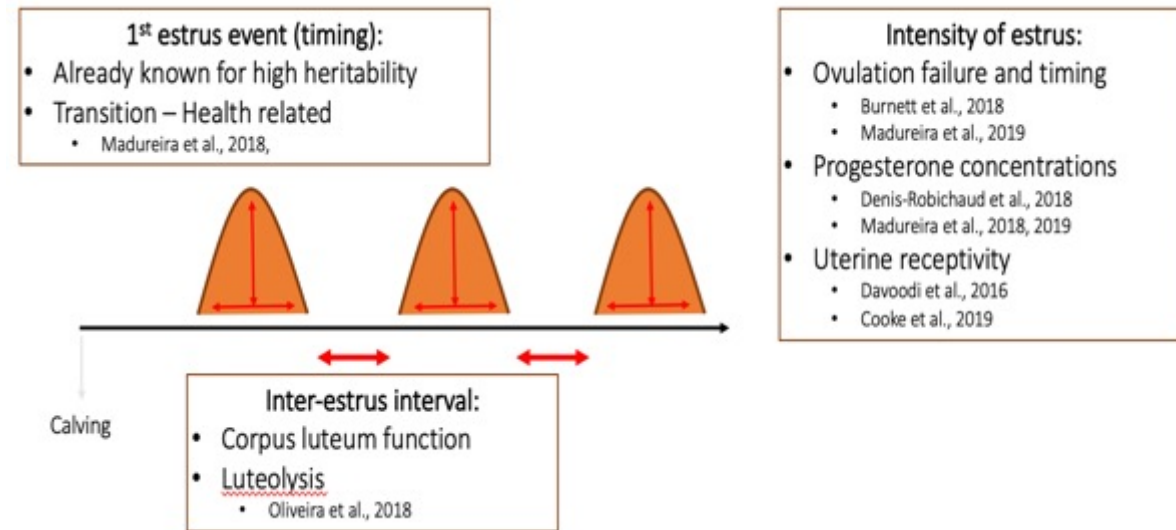 1st estrus event (timing):
• Already known for high heritability
• Transition – Health related
• Madureira et al., 2018,
Intensity of estrus:
• Ovulation failure and timing
• Burnett et al., 2018
• Madureira et al., 2019
• Progesterone concentrations
• Denis-Robichaud et al., 2018
• Madureira et al., 2018, 2019
• Uterine receptivity
• Davoodi et al., 2016
• Cooke et al., 2019
Calving
Inter-estrus interval:
• Corpus luteum function
• Luteolysis
• Oliveira et al., 2018